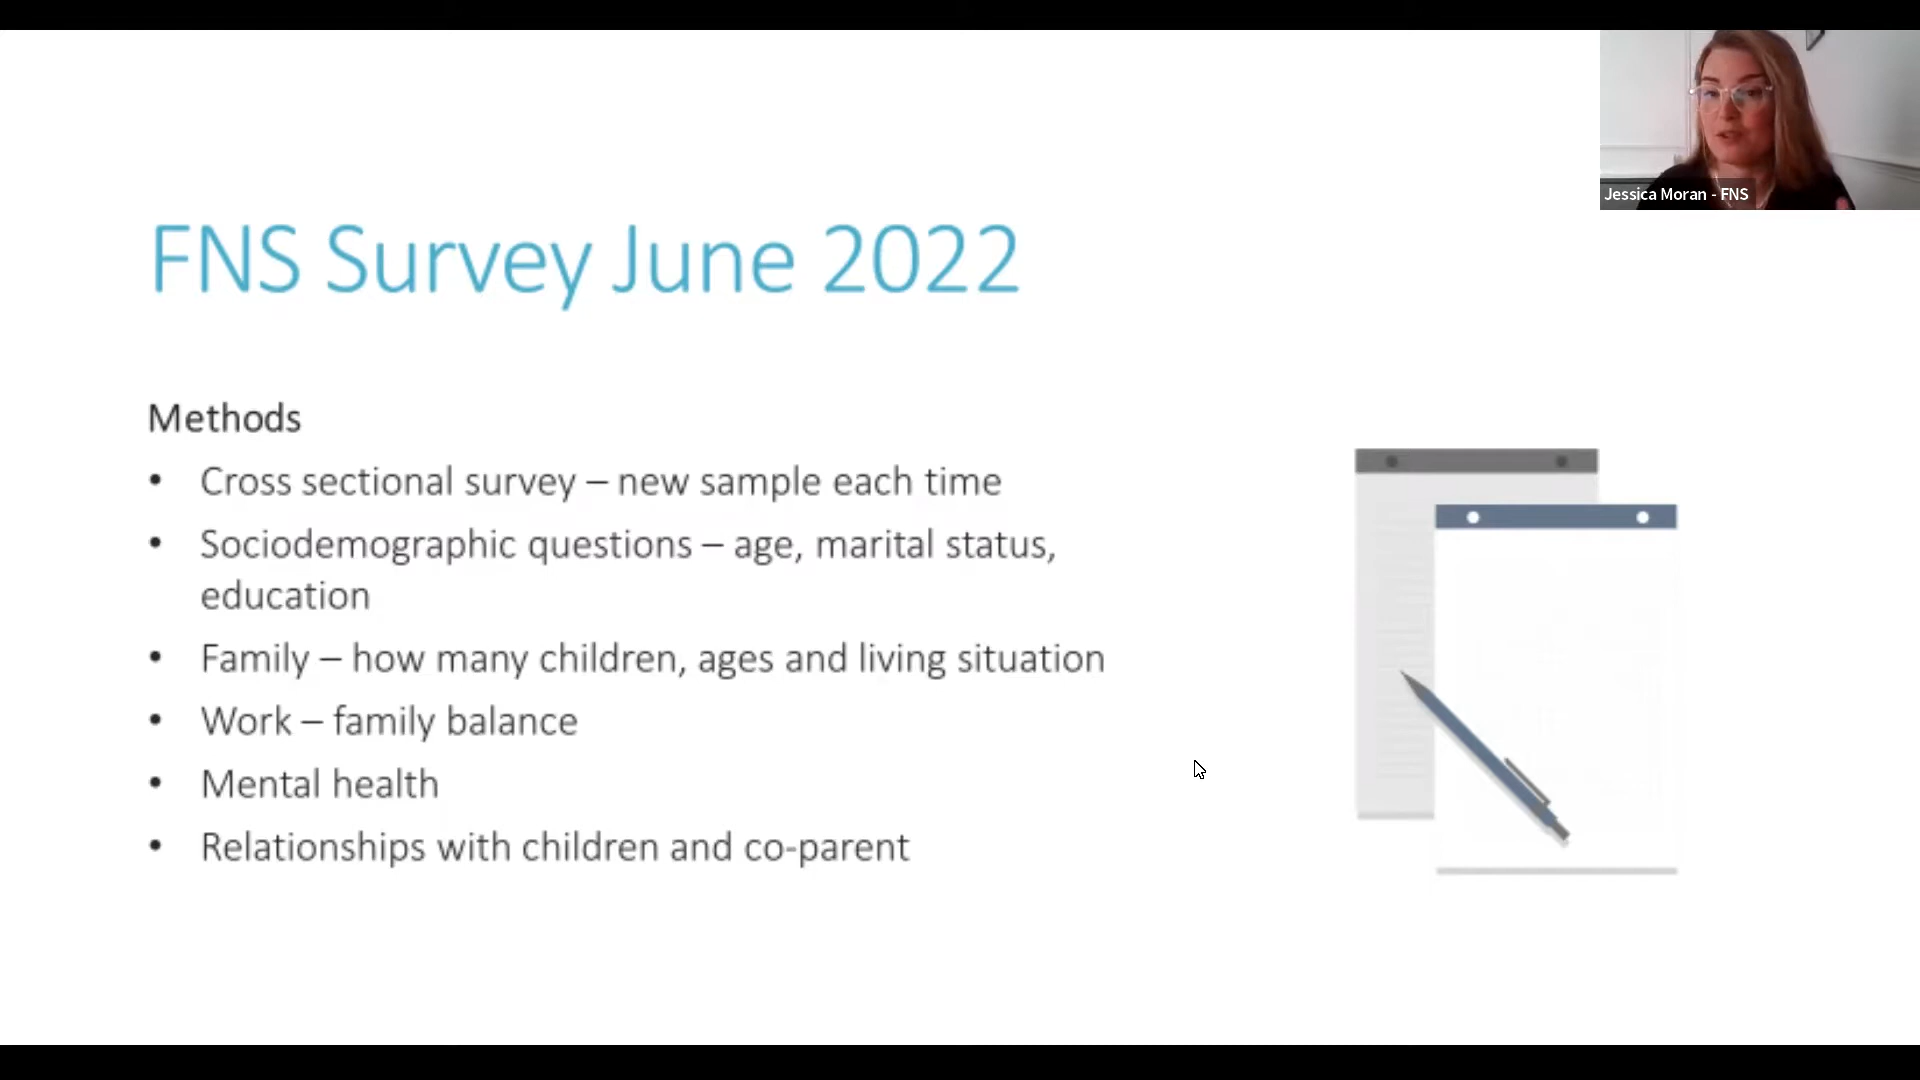 Jessica Moran - FNS
FNS Survey June 2022
Methods
• Cross sectional survey – new sample each time
• Sociodemographic questions – age, marital status,
education
• Family – how many children, ages and living situation
• Work – family balance
• Mental health
• Relationships with children and co-parent